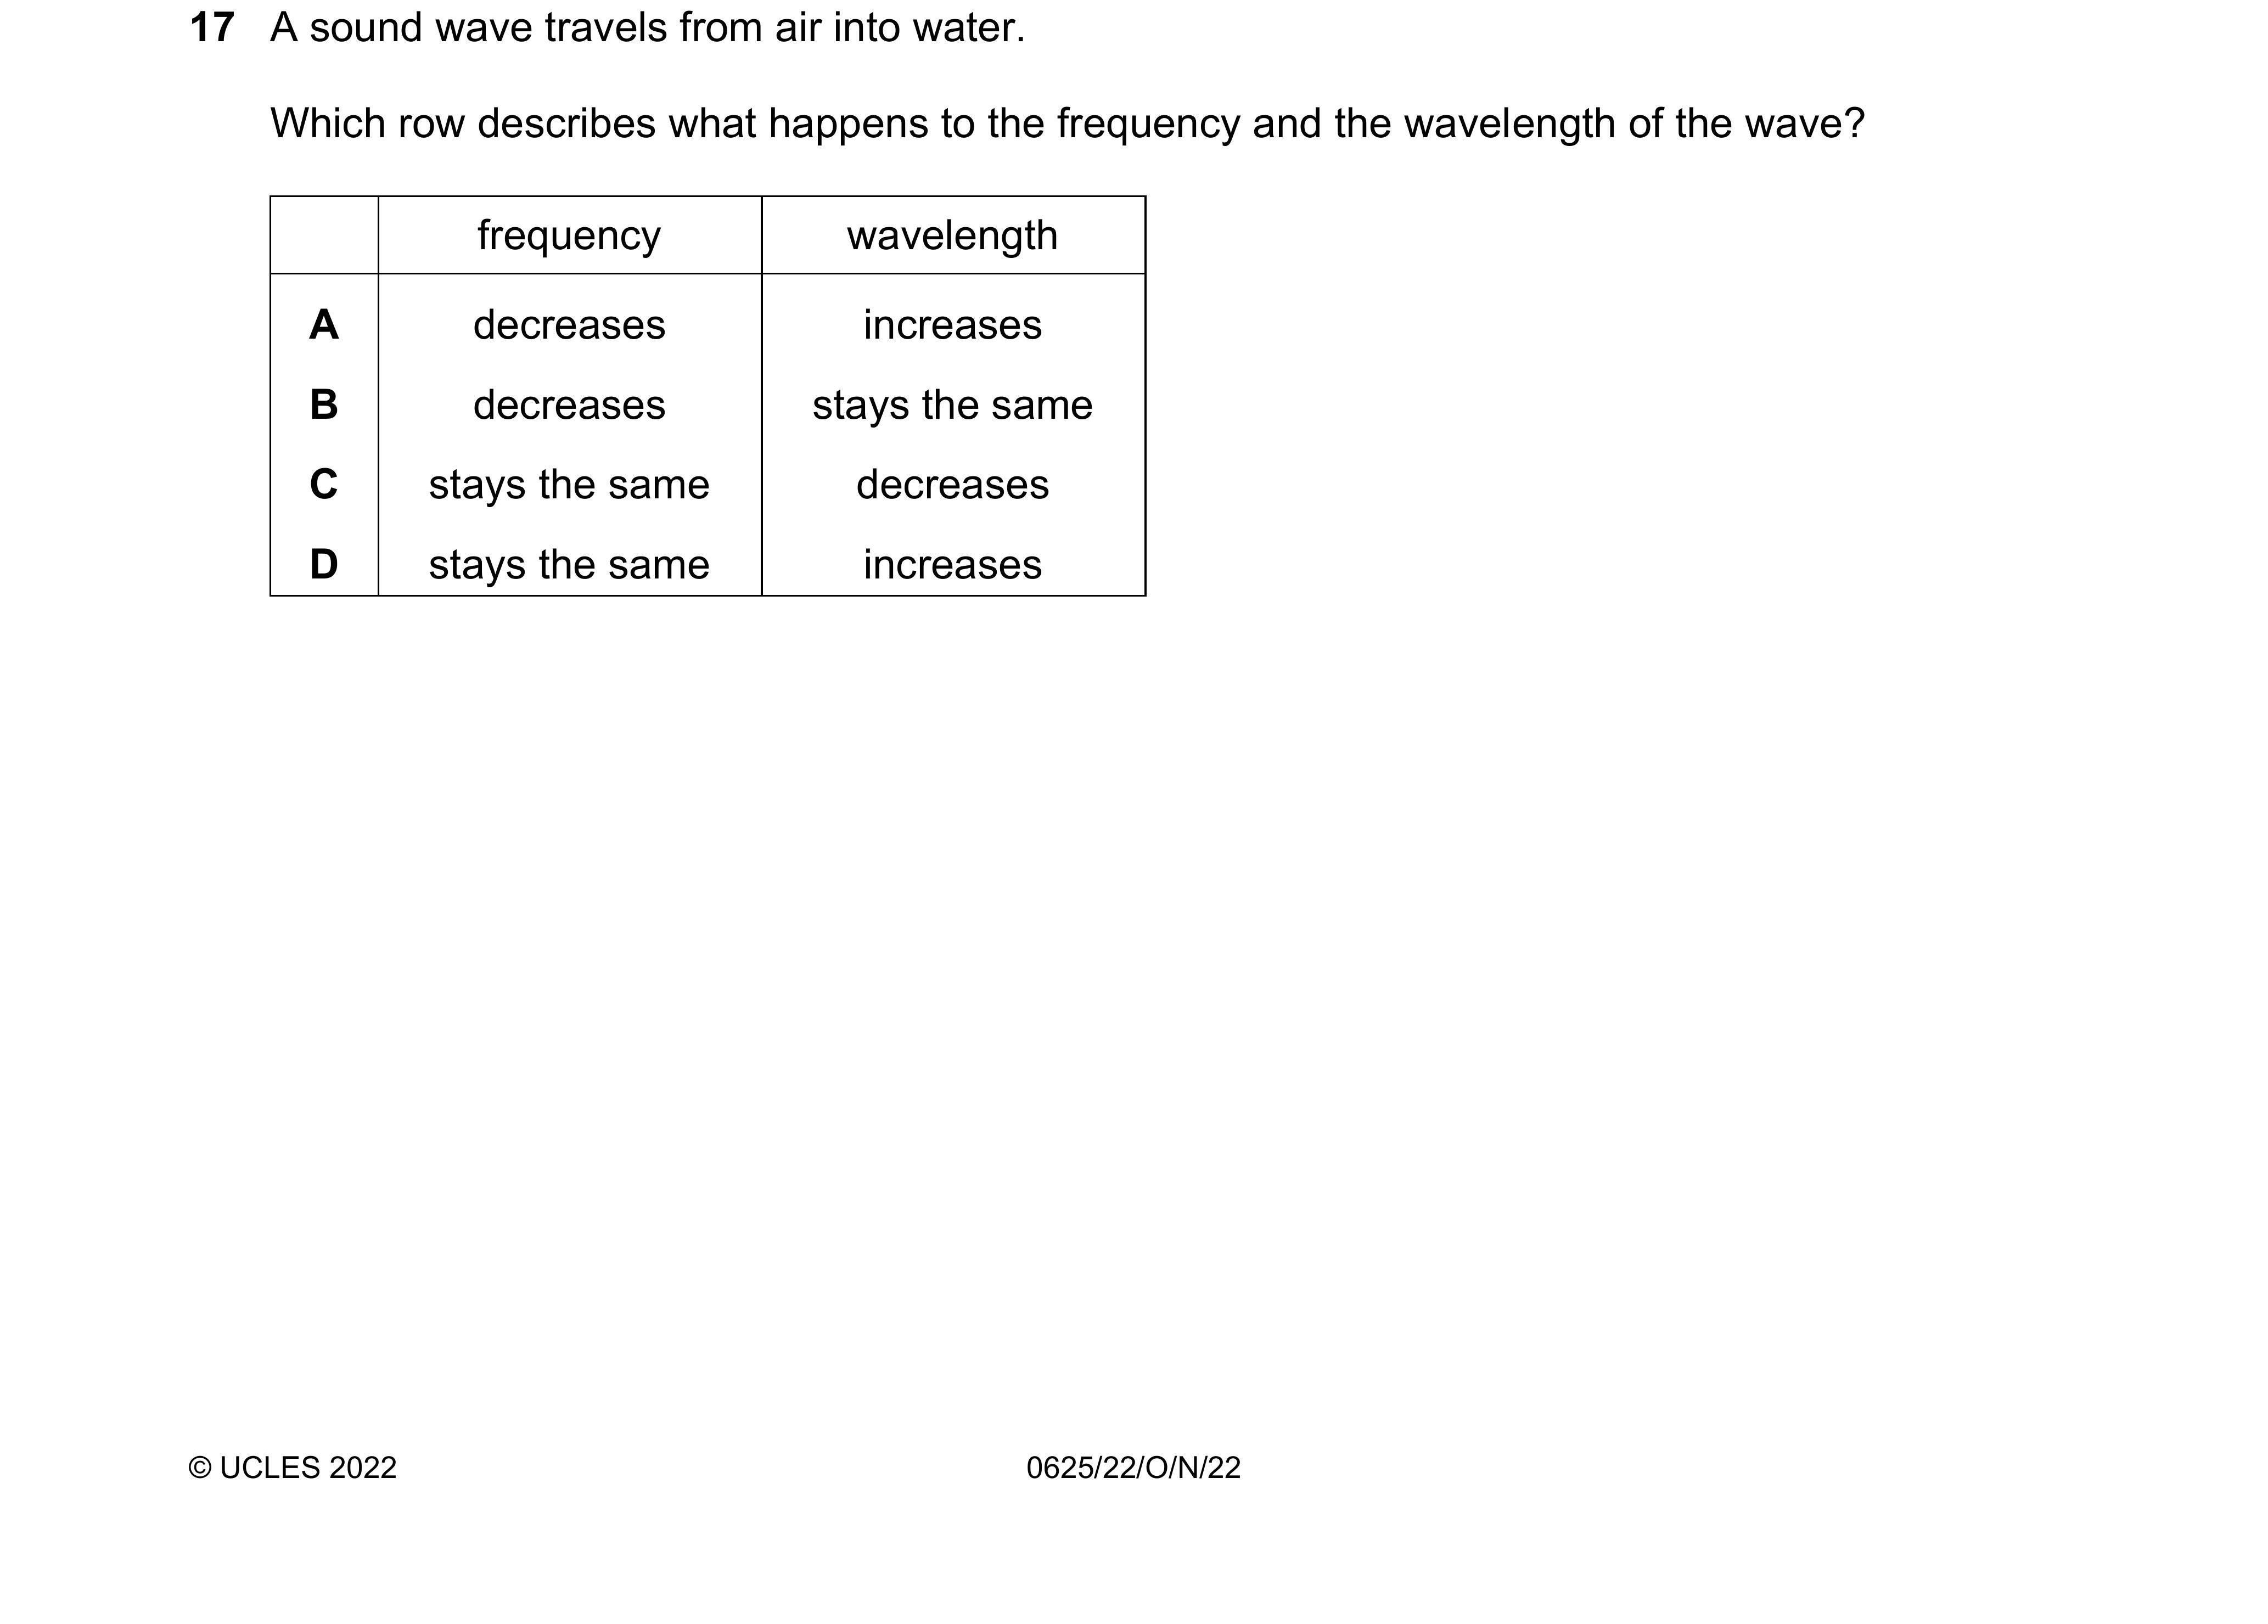 17 A sound wave travels from air into water.
Which row describes what happens to the frequency and the wavelength of the wave?
frequency wavelength
A decreases increases
B decreases stays the same
C stays the same decreases
D stays the same increases
© UCLES 2022 0625/22/O/N/22